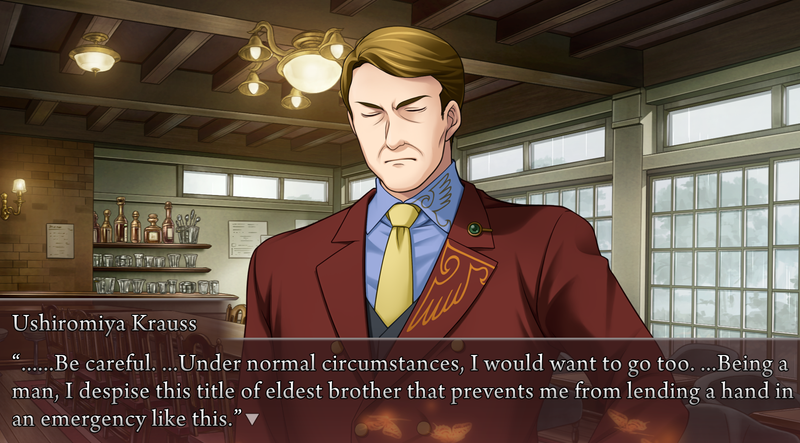 Ushiromiya Krauss
“......Be careful. ...Under normal circumstances, I would want to go too. ...Being a
man, I despise this title of eldest brother that prevents me from lending a hand in
an emergency like this.”